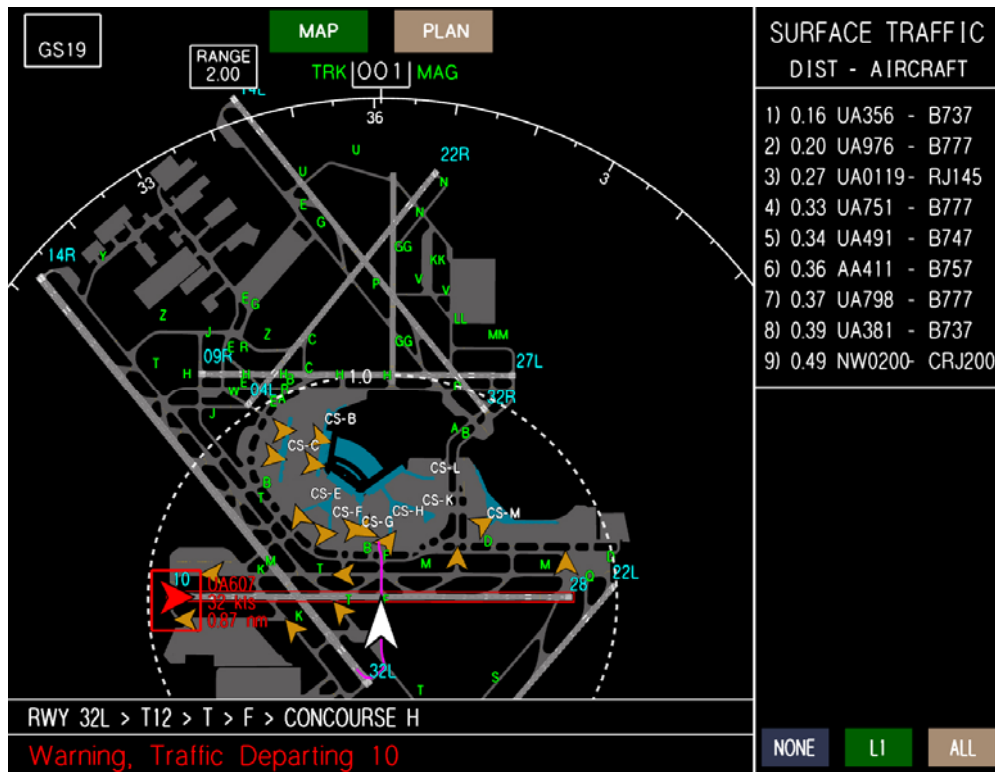 GS19
MAP
PLAN
RANGE
2.00
TRK 001 MAG
14L
36
33
3
U
22R
U
N
E
G
N
GG
KK
14R
Y
P
V
V
E
G
Z
Z
J
C
LL
MM
E R
GG
09R
C
27L
T
H
H
H
H
H
1.0
W
E
B
04L
32R
J
CS-B
A
B
CS-C
CS-L
B
T
CS-E
CS-K
CS-F
CS-H
CS-G
CS-M
B
F
D
M
K
T
M
M
D
Q
22L
10
UA607
28
32 kts
T
0.87 nm
K
32L
S
T
RWY 32L > T12 > T > F > CONCOURSE H
Warning, Traffic Departing 10
SURFACE TRAFFIC
DIST - AIRCRAFT
1) 0.16 UA356 - B737
2) 0.20 UA976 - B777
3) 0.27 UA0119- RJ145
4) 0.33 UA751 - B777
5) 0.34 UA491 - B747
6) 0.36 AA411 - B757
7) 0.37 UA798 - B777
8) 0.39 UA381 - B737
9) 0.49 NW0200- CRJ200
NONE
L1
ALL